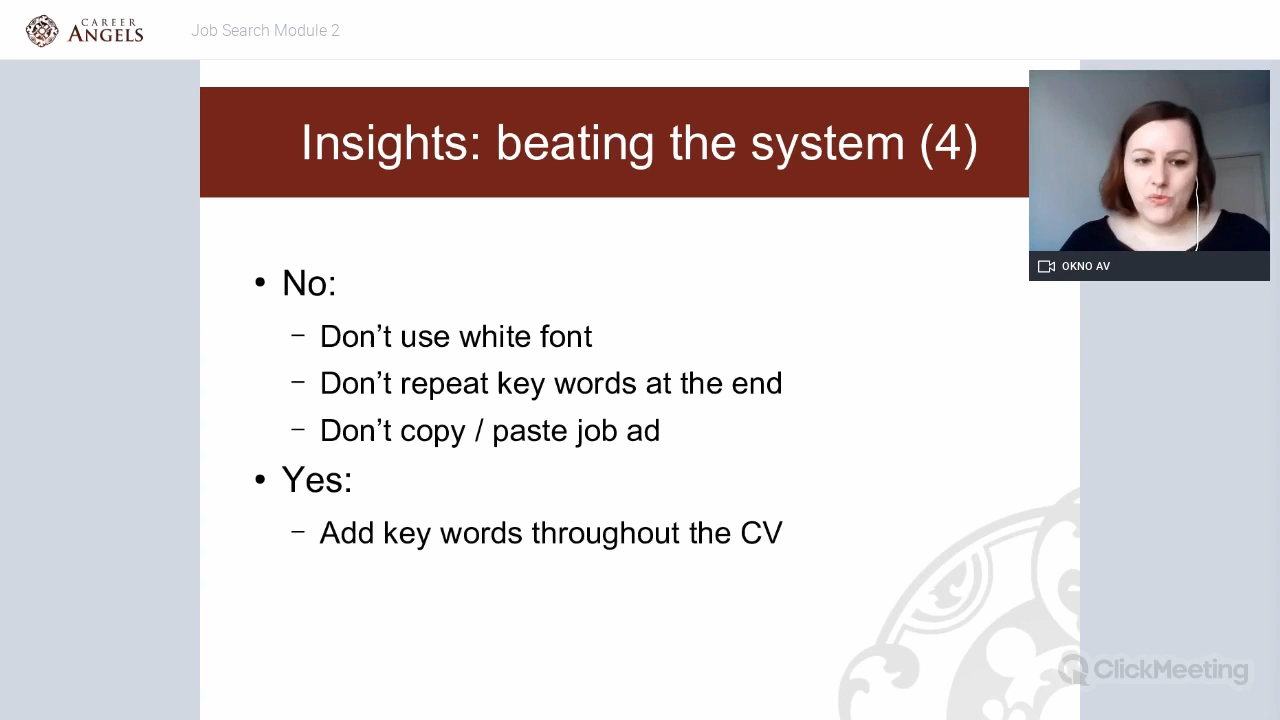 CAREER
ANGELS
Job Search Module 2
Insights: beating the system (4)
OKNO AV
• No:
– Don’t use white font
– Don’t repeat key words at the end
– Don’t copy / paste job ad
• Yes:
– Add key words throughout the CV
ClickMeeting